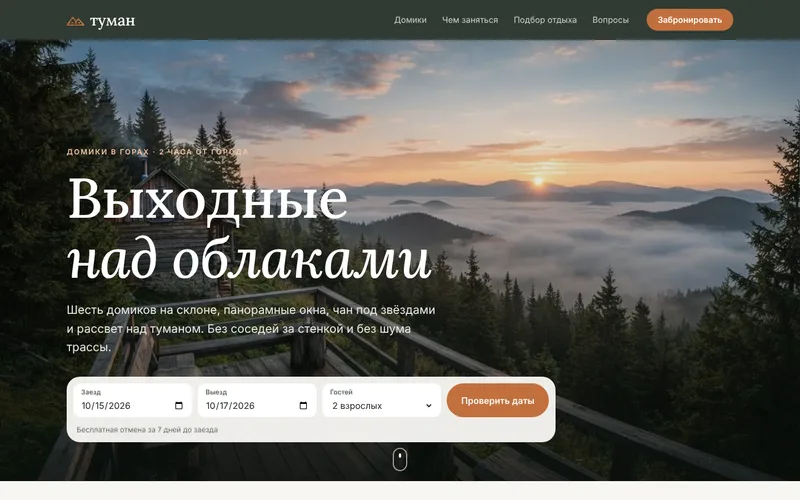 туман
Домики
Чем заняться
Подбор отдыха
Вопросы
Забронировать
ДОМИКИ В ГОРАХ · 2 ЧАСА ОТ ГОРОДА
Выходные
над облаками
Шесть домиков на склоне, панорамные окна, чан под звёздами
и рассвет над туманом. Без соседей за стенкой и без шума
трассы.
Заезд
10/15/2026
Выезд
10/17/2026
Гостей
2 взрослых
Проверить даты
Бесплатная отмена за 7 дней до заезда